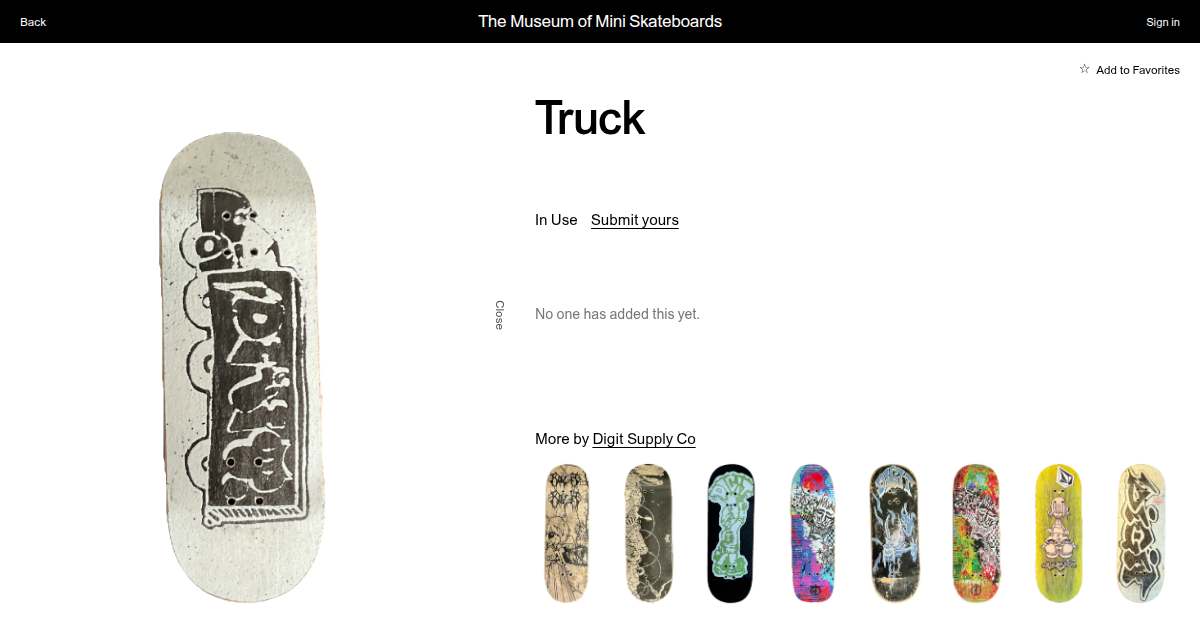 Back
The Museum of Mini Skateboards
Sign in
☆ Add to Favorites
Truck
In Use Submit yours
Close
No one has added this yet.
More by Digit Supply Co